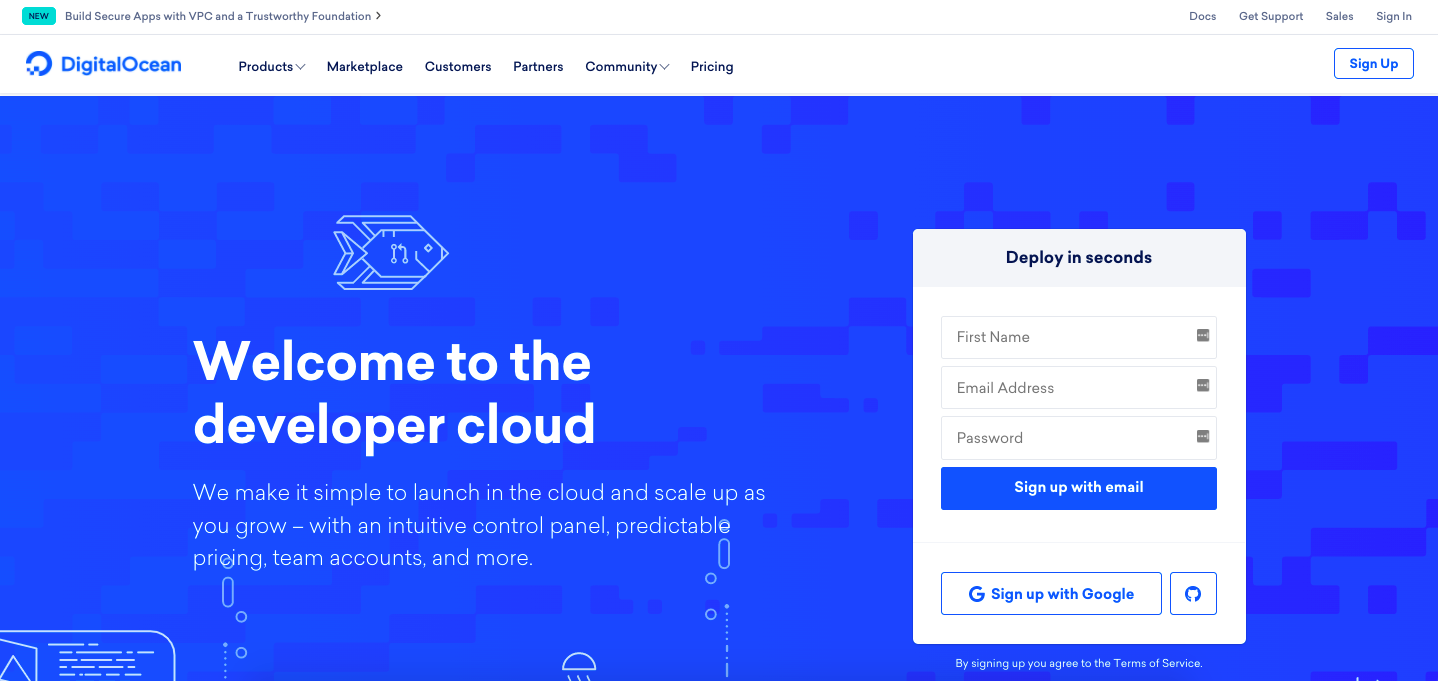 NEW Build Secure Apps with VPC and a Trustworthy Foundation
Docs Get Support Sales Sign In
DigitalOcean Products Marketplace Customers Partners Community Pricing Sign Up
Welcome to the
developer cloud
We make it simple to launch in the cloud and scale up as
you grow – with an intuitive control panel, predictable
pricing, team accounts, and more.
Deploy in seconds
First Name
Email Address
Password
Sign up with email
Sign up with Google
By signing up you agree to the Terms of Service.